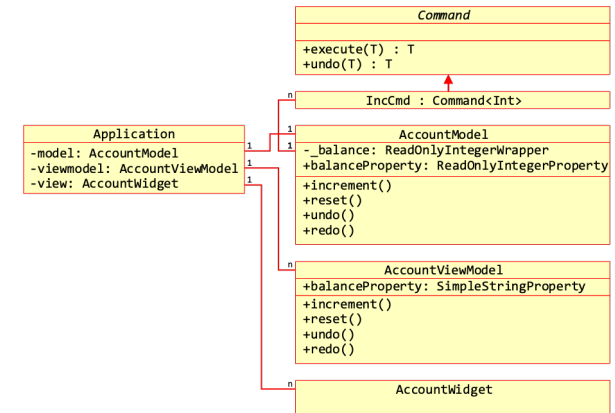 Command
+execute(T) : T
+undo(T) : T
n
IncCmd : Command<Int>
Application
-model: AccountModel
-viewmodel: AccountViewModel
-view: AccountWidget
1
1
1
1
1
AccountModel
-_balance: ReadOnlyIntegerWrapper
+balanceProperty: ReadOnlyIntegerProperty
+increment()
+reset()
+undo()
+redo()
n
AccountViewModel
+balanceProperty: SimpleStringProperty
+increment()
+reset()
+undo()
+redo()
n
AccountWidget